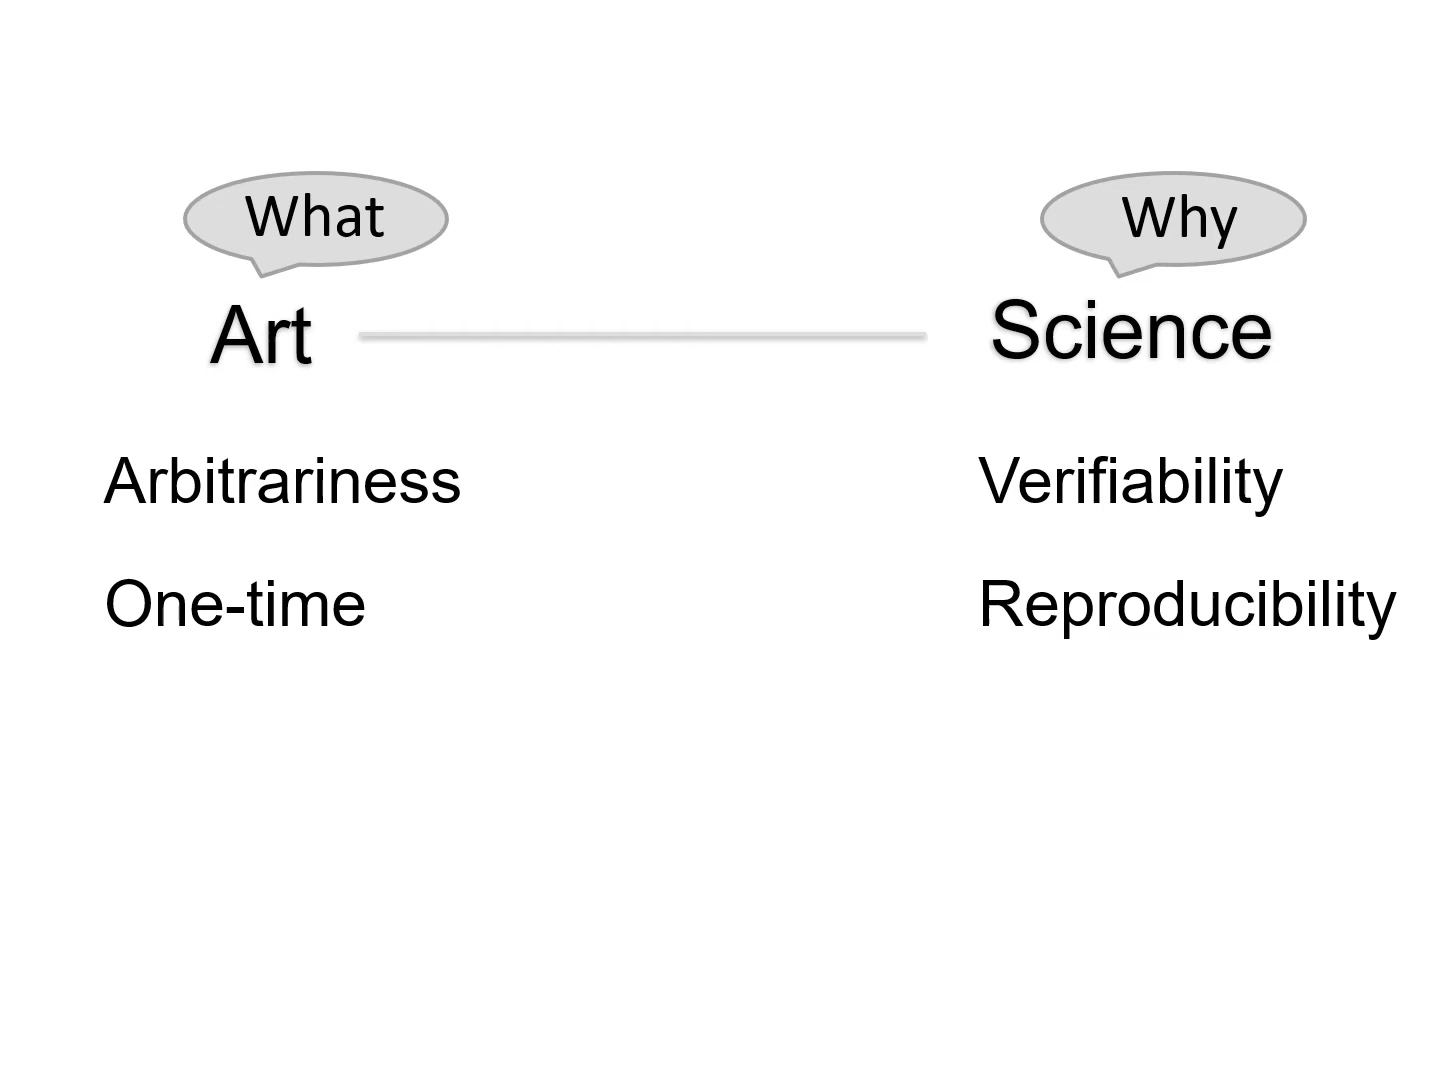 What
Why
Art
Science
Arbitrariness
Verifiability
One-time
Reproducibility